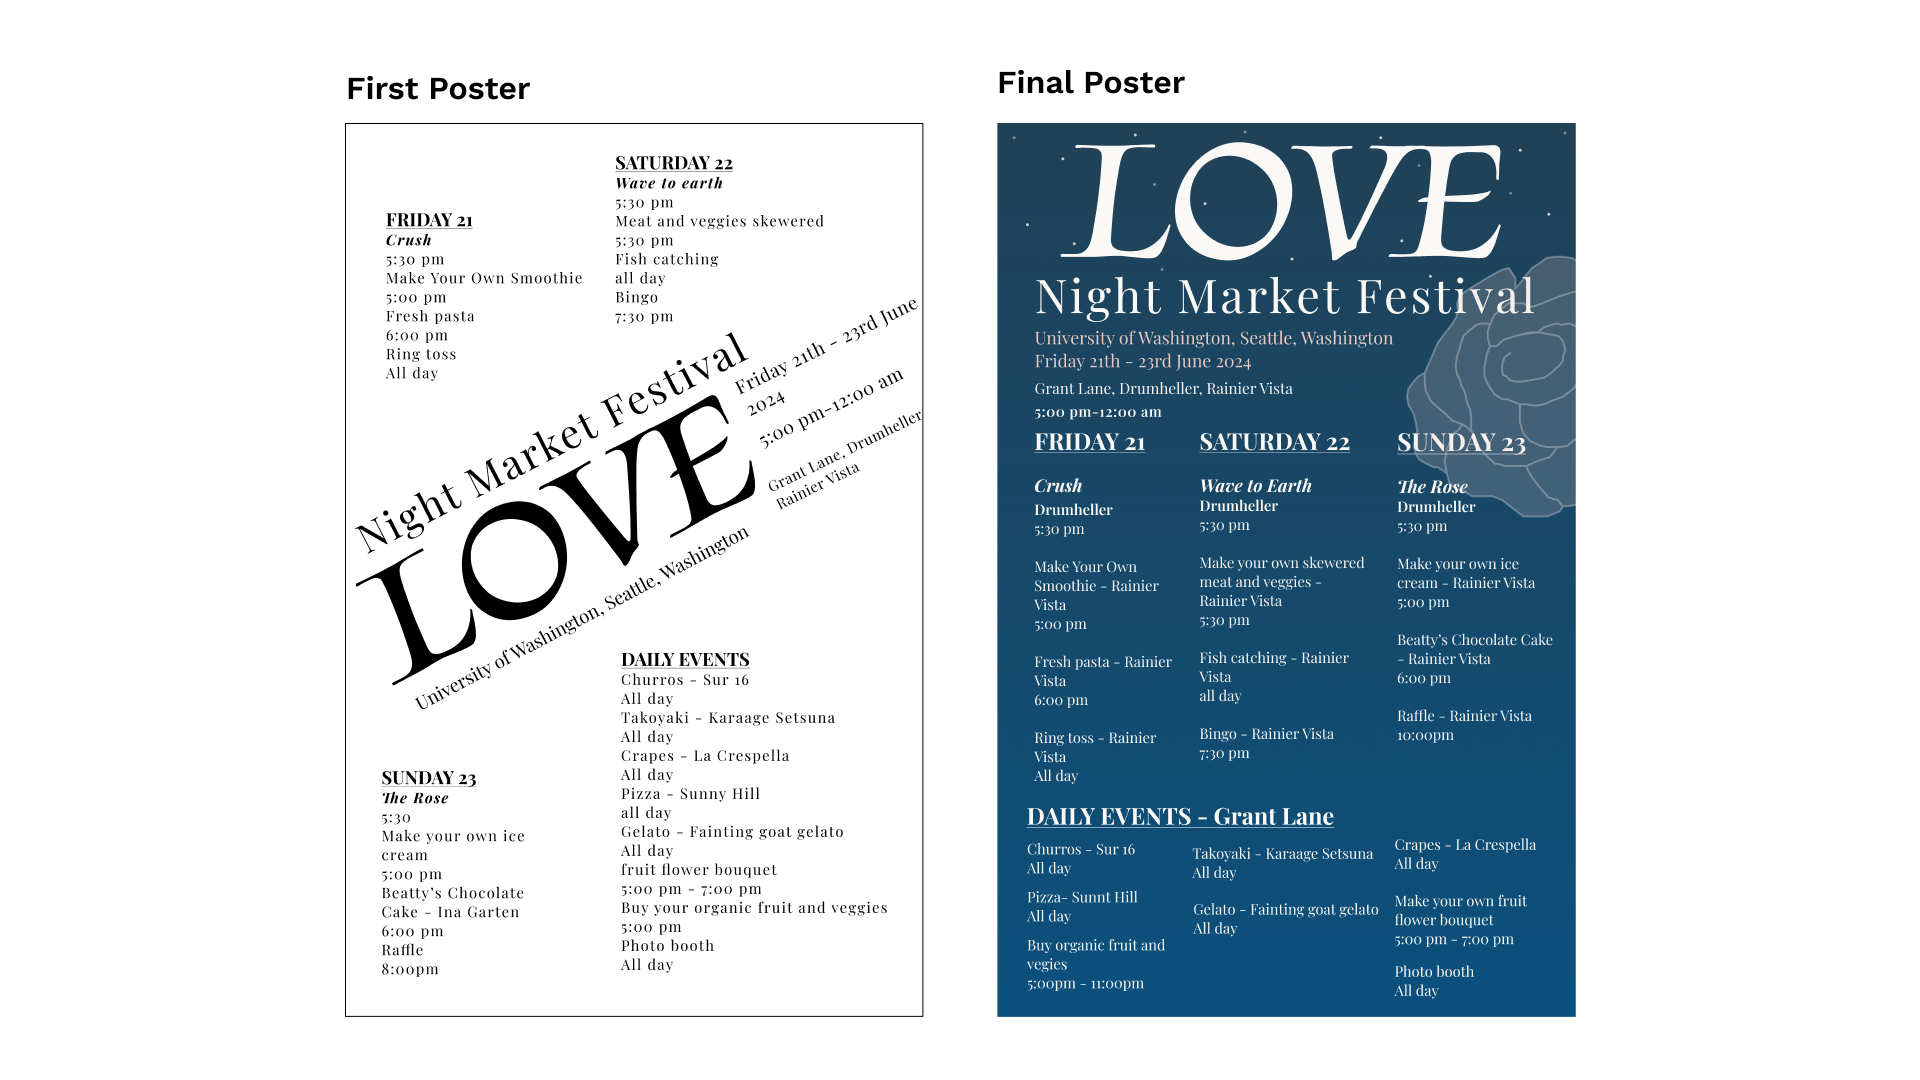 First Poster
FRIDAY 21
Crush
5:30 pm
Make Your Own Smoothie
5:00 pm
Fresh pasta
6:00 pm
Ring toss
All day
SATURDAY 22
Wave to earth
5:30 pm
Meat and veggies skewered
5:30 pm
Fish catching
all day
Bingo
7:30 pm
Night Market Festival
LOVE
University of Washington, Seattle, Washington
Friday 21th - 23rd June
2024
5:00 pm-12:00 am
Grant Lane, Drumheller
Rainier Vista
SUNDAY 23
The Rose
5:30
Make your own ice
cream
5:00 pm
Beatty's Chocolate
Cake - Ina Garten
6:00 pm
Raffle
8:00pm
DAILY EVENTS
Churros - Sur 16
All day
Takoyaki - Karaage Setsuna
All day
Crapes - La Crespella
All day
Pizza - Sunny Hill
all day
Gelato - Fainting goat gelato
All day
fruit flower bouquet
5:00 pm - 7:00 pm
Buy your organic fruit and veggies
5:00 pm
Photo booth
All day
Final Poster
LOVE
Night Market Festival
University of Washington, Seattle, Washington
Friday 21th - 23rd June 2024
Grant Lane, Drumheller, Rainier Vista
5:00 pm-12:00 am
FRIDAY 21
Crush
Drumheller
5:30 pm
Make Your Own
Smoothie - Rainier
Vista
5:00 pm
Fresh pasta - Rainier
Vista
6:00 pm
Ring toss - Rainier
Vista
All day
SATURDAY 22
Wave to Earth
Drumheller
5:30 pm
Make your own skewered
meat and veggies -
Rainier Vista
5:30 pm
Fish catching - Rainier
Vista
all day
Bingo - Rainier Vista
7:30 pm
SUNDAY 23
The Rose
Drumheller
5:30 pm
Make your own ice
cream - Rainier Vista
5:00 pm
Beatty's Chocolate Cake
- Rainier Vista
6:00 pm
Raffle - Rainier Vista
10:00pm
DAILY EVENTS - Grant Lane
Churros - Sur 16
All day
Pizza- Sunnt Hill
All day
Buy organic fruit and
vegies
5:00pm - 11:00pm
Takoyaki - Karaage Setsuna
All day
Gelato - Fainting goat gelato
All day
Crapes - La Crespella
All day
Make your own fruit
flower bouquet
5:00 pm - 7:00 pm
Photo booth
All day